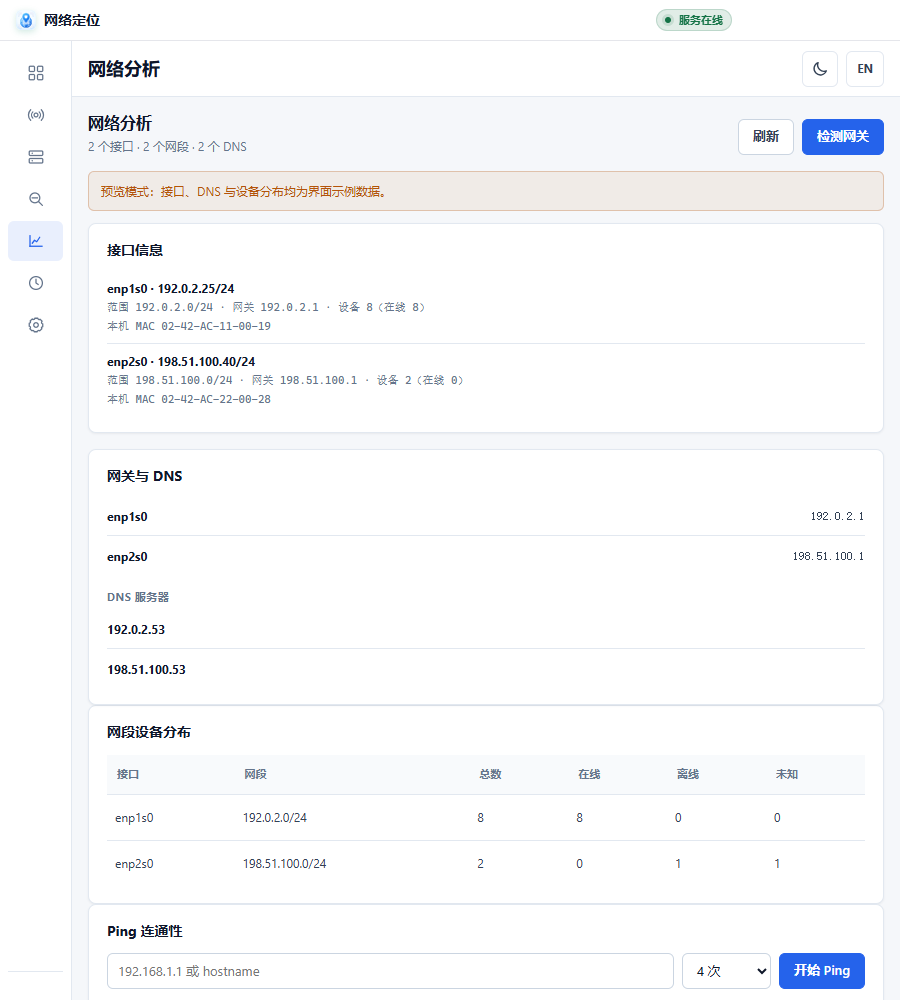 网络定位
服务在线
网络分析
EN
网络分析
2 个接口 · 2 个网段 · 2 个 DNS
刷新
检测网关
预览模式：接口、DNS 与设备分布均为界面示例数据。
接口信息
enp1s0 · 192.0.2.25/24
范围 192.0.2.0/24 · 网关 192.0.2.1 · 设备 8（在线 8）
本机 MAC 02-42-AC-11-00-19
enp2s0 · 198.51.100.40/24
范围 198.51.100.0/24 · 网关 198.51.100.1 · 设备 2（在线 0）
本机 MAC 02-42-AC-22-00-28
网关与 DNS
enp1s0 192.0.2.1
enp2s0 198.51.100.1
DNS 服务器
192.0.2.53
198.51.100.53
网段设备分布
接口 网段 总数 在线 离线 未知
enp1s0 192.0.2.0/24 8 8 0 0
enp2s0 198.51.100.0/24 2 0 1 1
Ping 连通性
192.168.1.1 或 hostname
4 次
开始 Ping